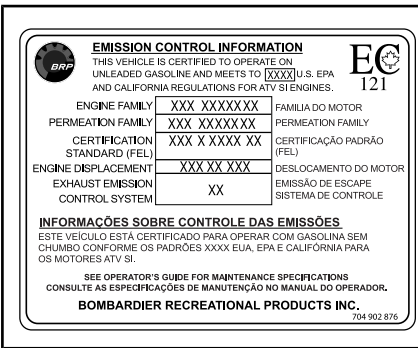 BRP
EMISSION CONTROL INFORMATION
THIS VEHICLE IS CERTIFIED TO OPERATE ON
UNLEADED GASOLINE AND MEETS TO XXXX U.S. EPA
AND CALIFORNIA REGULATIONS FOR ATV SI ENGINES.
EC
121
ENGINE FAMILY XXX XXXXXXX FAMILIA DO MOTOR
PERMEATION FAMILY XXX XXXXXXX PERMEATION FAMILY
CERTIFICATION STANDARD (FEL) XXX X XXXX XX CERTIFICAÇÃO PADRÃO (FEL)
ENGINE DISPLACEMENT XXX XX XXX DESLOCAMENTO DO MOTOR
EXHAUST EMISSION CONTROL SYSTEM XX EMISSÃO DE ESCAPE SISTEMA DE CONTROLE
INFORMAÇÕES SOBRE CONTROLE DAS EMISSÕES
ESTE VEÍCULO ESTÁ CERTIFICADO PARA OPERAR COM GASOLINA SEM
CHUMBO CONFORME OS PADRÕES XXXX EUA, EPA E CALIFÓRNIA PARA
OS MOTORES ATV SI.
SEE OPERATOR'S GUIDE FOR MAINTENANCE SPECIFICATIONS
CONSULTE AS ESPECIFICAÇÕES DE MANUTENÇÃO NO MANUAL DO OPERADOR.
BOMBARDIER RECREATIONAL PRODUCTS INC.
704 902 876